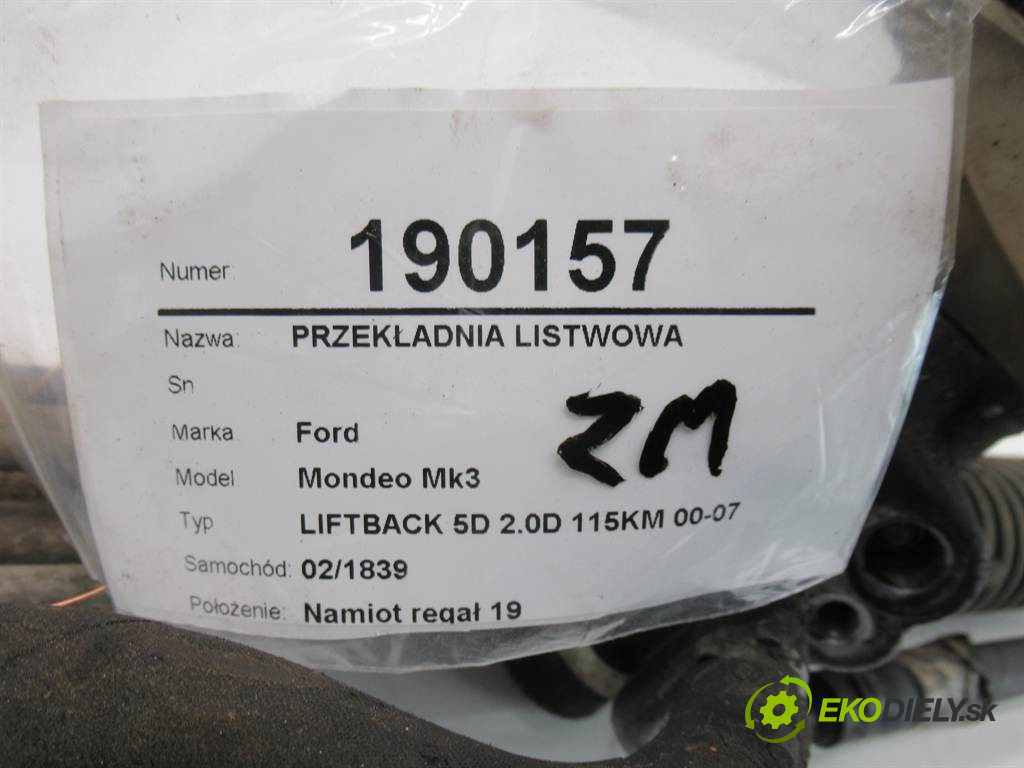 Numer: 190157
Nazwa: PRZEKŁADNIA LISTWOWA
Sn
ZM
Marka Ford
Model Mondeo Mk3
Typ LIFTBACK 5D 2.0D 115KM 00-07
Samochód: 02/1839
Położenie: Namiot regał 19
EKODIELY.sk